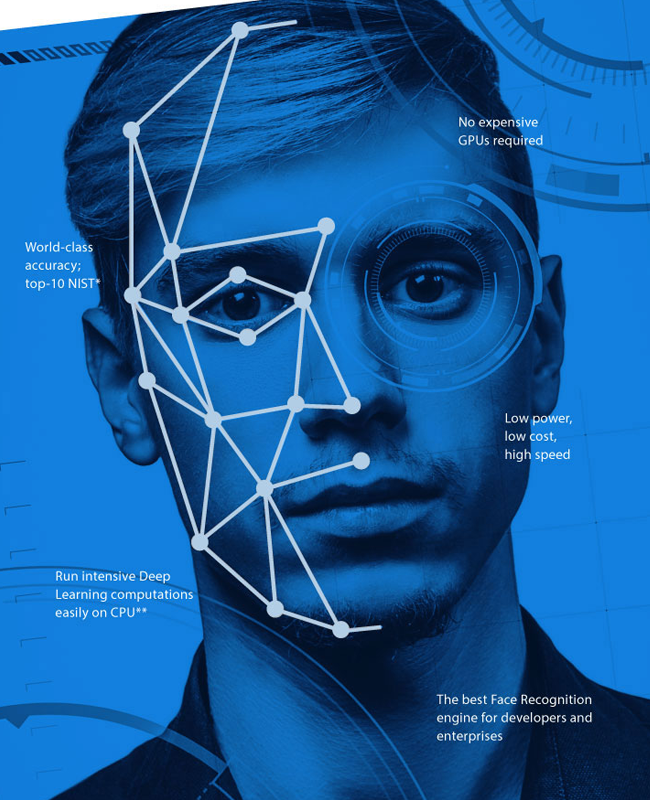 No expensive
GPUs required
World-class
accuracy;
top-10 NIST*
Low power,
low cost,
high speed
Run intensive Deep
Learning computations
easily on CPU**
The best Face Recognition
engine for developers and
enterprises